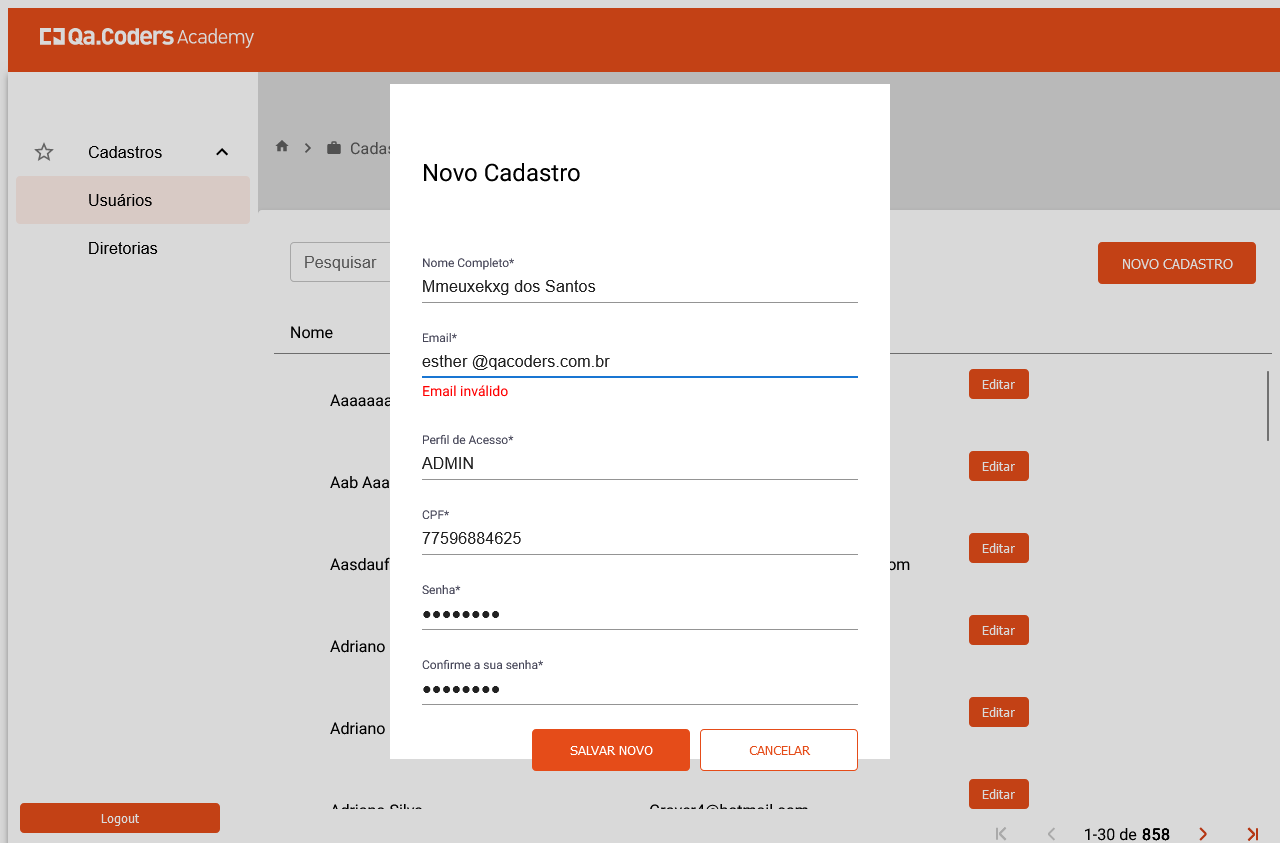 Qa.Coders Academy
Cadastros
Usuários
Diretorias
Logout
Cadas
Pesquisar
NOVO CADASTRO
Nome
Aaaaaaa
Editar
Aab Aaa
Editar
Aasdauf
om
Editar
Adriano
Editar
Adriano
Editar
Adriano Silva
Grover4@hotmail.com
Editar
1-30 de 858
Novo Cadastro
Nome Completo*
Mmeuxekxg dos Santos
Email*
esther @qacoders.com.br
Email inválido
Perfil de Acesso*
ADMIN
CPF*
77596884625
Senha*
••••••••
Confirme a sua senha*
••••••••
SALVAR NOVO
CANCELAR